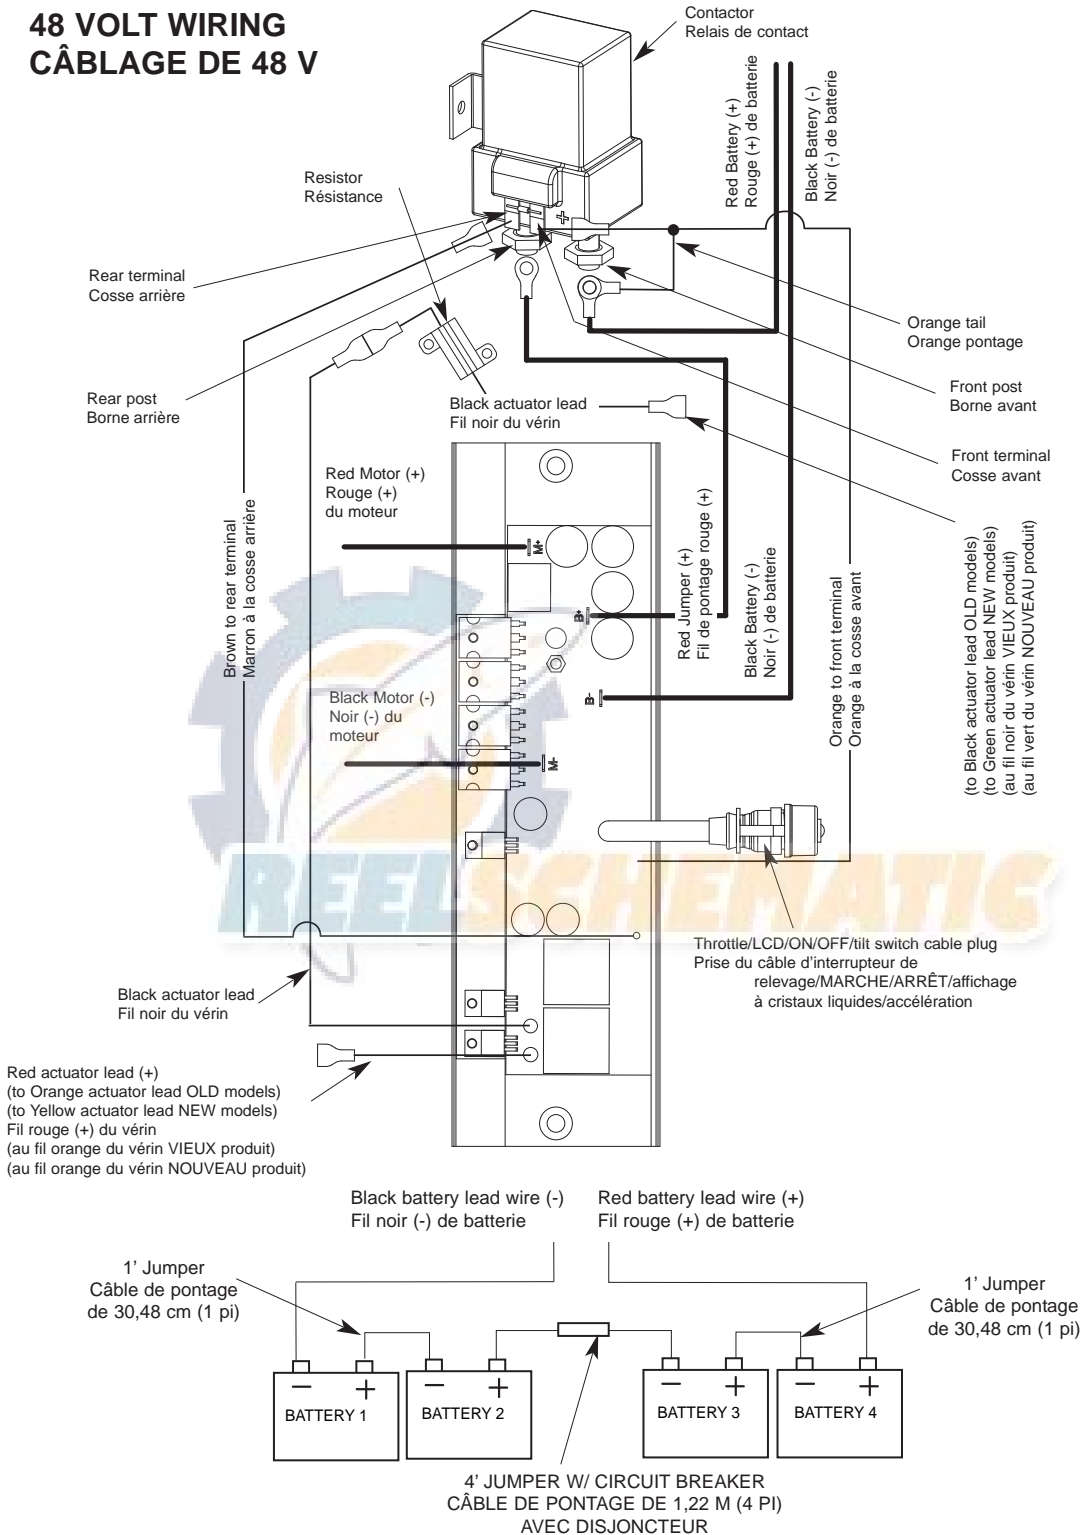 48 VOLT WIRING
CÂBLAGE DE 48 V
Contactor
Relais de contact
Red Battery (+)
Rouge (+) de batterie
Black Battery (-)
Noir (-) de batterie
Resistor
Résistance
+
Rear terminal
Cosse arrière
Orange tail
Orange pontage
Rear post
Borne arrière
Front post
Borne avant
Black actuator lead
Fil noir du vérin
Front terminal
Cosse avant
Red Motor (+)
Rouge (+)
du moteur
Brown to rear terminal
Marron à la cosse arrière
M+
B+
Red Jumper (+)
Fil de pontage rouge (+)
Black Battery (-)
Noir (-) de batterie
Orange to front terminal
Orange à la cosse avant
(to Black actuator lead OLD models)
(to Green actuator lead NEW models)
(au fil noir du vérin VIEUX produit)
(au fil vert du vérin NOUVEAU produit)
Black Motor (-)
Noir (-) du
moteur
B-
M-
REELSCHEMATIC
Throttle/LCD/ON/OFF/tilt switch cable plug
Prise du câble d'interrupteur de
relevage/MARCHE/ARRÊT/affichage
à cristaux liquides/accélération
Black actuator lead
Fil noir du vérin
Red actuator lead (+)
(to Orange actuator lead OLD models)
(to Yellow actuator lead NEW models)
Fil rouge (+) du vérin
(au fil orange du vérin VIEUX produit)
(au fil orange du vérin NOUVEAU produit)
Black battery lead wire (-)
Fil noir (-) de batterie
Red battery lead wire (+)
Fil rouge (+) de batterie
1' Jumper
Câble de pontage
de 30,48 cm (1 pi)
1' Jumper
Câble de pontage
de 30,48 cm (1 pi)
— +
BATTERY 1
— +
BATTERY 2
— +
BATTERY 3
— +
BATTERY 4
4' JUMPER W/ CIRCUIT BREAKER
CÂBLE DE PONTAGE DE 1,22 M (4 PI)
AVEC DISJONCTEUR